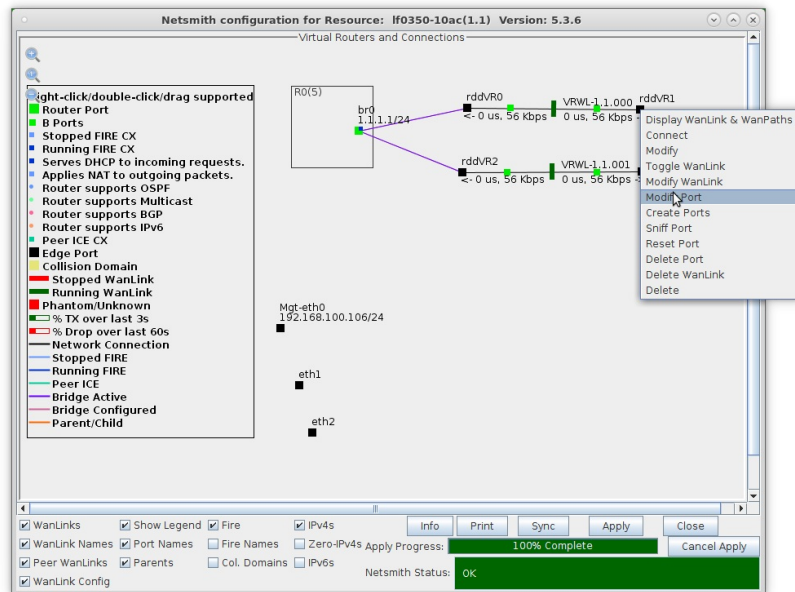 Netsmith configuration for Resource: lf0350-10ac(1.1) Version: 5.3.6
Virtual Routers and Connections
ight-click/double-click/drag supported
Router Port
B Ports
Stopped FIRE CX
Running FIRE CX
Serves DHCP to incoming requests.
Applies NAT to outgoing packets.
Router supports OSPF
Router supports Multicast
Router supports BGP
Router supports IPv6
Peer ICE CX
Edge Port
Collision Domain
Stopped WanLink
Running WanLink
Phantom/Unknown
% TX over last 3s
% Drop over last 60s
Network Connection
Stopped FIRE
Running FIRE
Peer ICE
Bridge Active
Bridge Configured
Parent/Child
R0(5)
br0
1.1.1.1/24
rddVR0
VRWL-1.1.000
rddVR1
<- 0 us, 56 Kbps
0 us, 56 Kbps ->
rddVR2
VRWL-1.1.001
<- 0 us, 56 Kbps
0 us, 56 Kbps ->
Mgt-eth0
192.168.100.106/24
eth1
eth2
Display WanLink & WanPaths
Connect
Modify
Toggle WanLink
Modify WanLink
Modify Port
Create Ports
Sniff Port
Reset Port
Delete Port
Delete WanLink
Delete
WanLinks
Show Legend
Fire
IPv4s
Info
Print
Sync
Apply
Close
WanLink Names
Port Names
Fire Names
Zero-IPv4s
Apply Progress:
100% Complete
Cancel Apply
Peer WanLinks
Parents
Col. Domains
IPv6s
Netsmith Status:
OK
WanLink Config